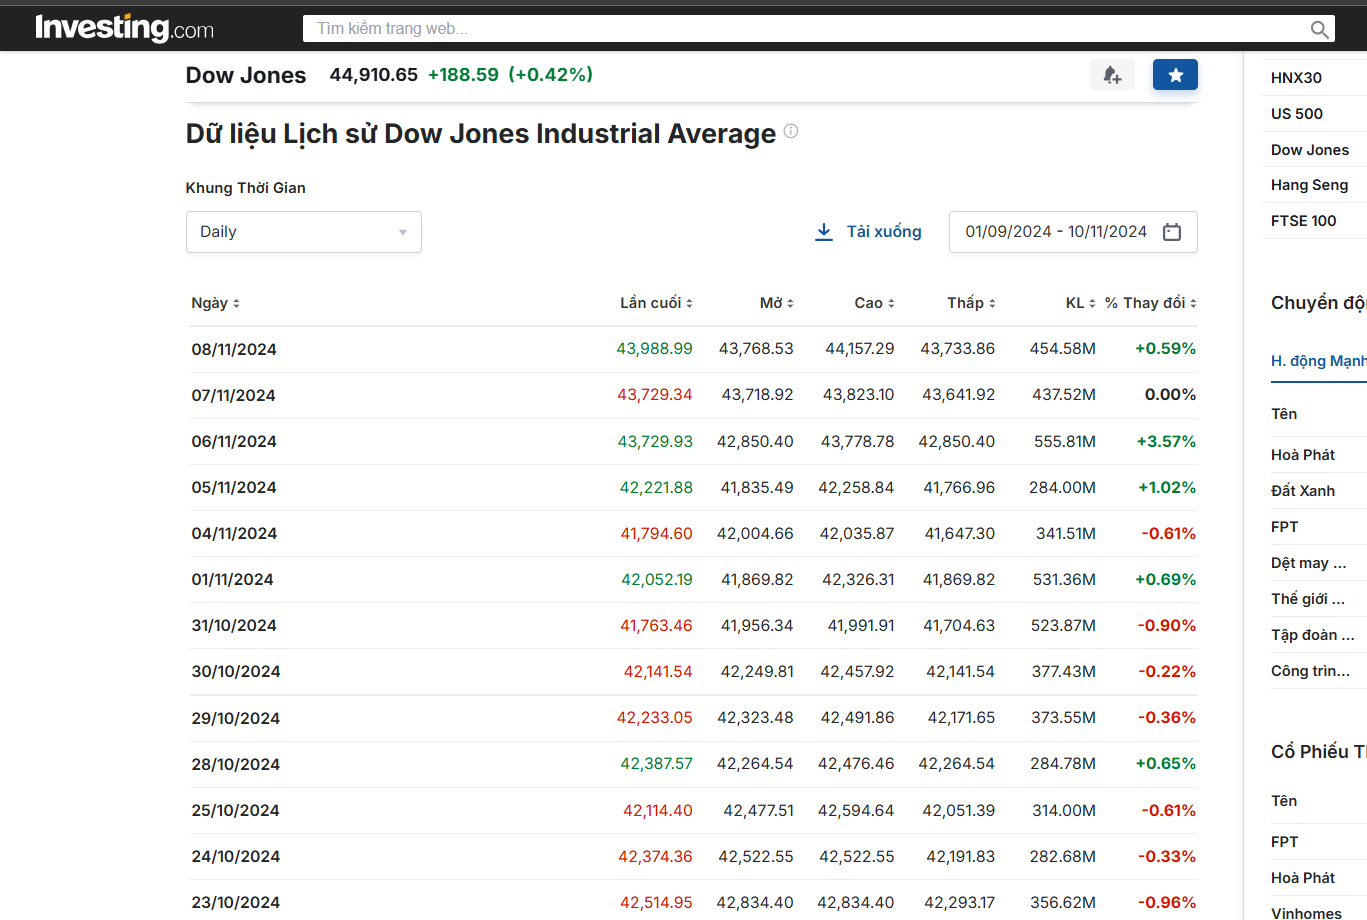 Investing.com
Tìm kiếm trang web...
Dow Jones 44,910.65 +188.59 (+0.42%)
Dữ liệu Lịch sử Dow Jones Industrial Average
Khung Thời Gian
Daily
Tải xuống
01/09/2024 - 10/11/2024
Ngày Lần cuối Mở Cao Thấp KL % Thay đổi
08/11/2024 43,988.99 43,768.53 44,157.29 43,733.86 454.58M +0.59%
07/11/2024 43,729.34 43,718.92 43,823.10 43,641.92 437.52M 0.00%
06/11/2024 43,729.93 42,850.40 43,778.78 42,850.40 555.81M +3.57%
05/11/2024 42,221.88 41,835.49 42,258.84 41,766.96 284.00M +1.02%
04/11/2024 41,794.60 42,004.66 42,035.87 41,647.30 341.51M -0.61%
01/11/2024 42,052.19 41,869.82 42,326.31 41,869.82 531.36M +0.69%
31/10/2024 41,763.46 41,956.34 41,991.91 41,704.63 523.87M -0.90%
30/10/2024 42,141.54 42,249.81 42,457.92 42,141.54 377.43M -0.22%
29/10/2024 42,233.05 42,323.48 42,491.86 42,171.65 373.55M -0.36%
28/10/2024 42,387.57 42,264.54 42,476.46 42,264.54 284.78M +0.65%
25/10/2024 42,114.40 42,477.51 42,594.64 42,051.39 314.00M -0.61%
24/10/2024 42,374.36 42,522.55 42,522.55 42,191.83 282.68M -0.33%
23/10/2024 42,514.95 42,834.40 42,834.40 42,293.17 356.62M -0.96%
HNX30
US 500
Dow Jones
Hang Seng
FTSE 100
Chuyển độ
H. động Mạnh
Tên
Hoà Phát
Đất Xanh
FPT
Dệt may ...
Thế giới ...
Tập đoàn ...
Công trìn...
Cổ Phiếu T
Tên
FPT
Hoà Phát
Vinhomes